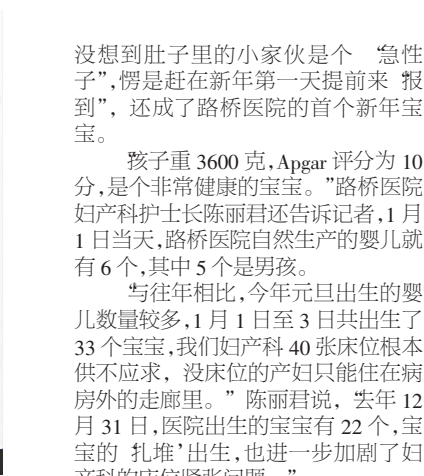 没想到肚子里的小家伙是个 “急性
子”,愣是赶在新年第一天提前来“报
到”, 还成了路桥医院的首个新年宝
宝。
“孩子重 3600 克,Apgar 评分为 10
分,是个非常健康的宝宝。”路桥医院
妇产科护士长陈丽君还告诉记者,1 月
1 日当天,路桥医院自然生产的婴儿就
有 6 个,其中 5 个是男孩。
“与往年相比,今年元旦出生的婴
儿数量较多,1 月 1 日至 3 日共出生了
33 个宝宝,我们妇产科 40 张床位根本
供不应求, 没床位的产妇只能住在病
房外的走廊里。” 陈丽君说,“去年 12
月 31 日,医院出生的宝宝有 22 个,宝
宝的‘扎堆’出生,也进一步加剧了妇
产科的床位紧张问题。”